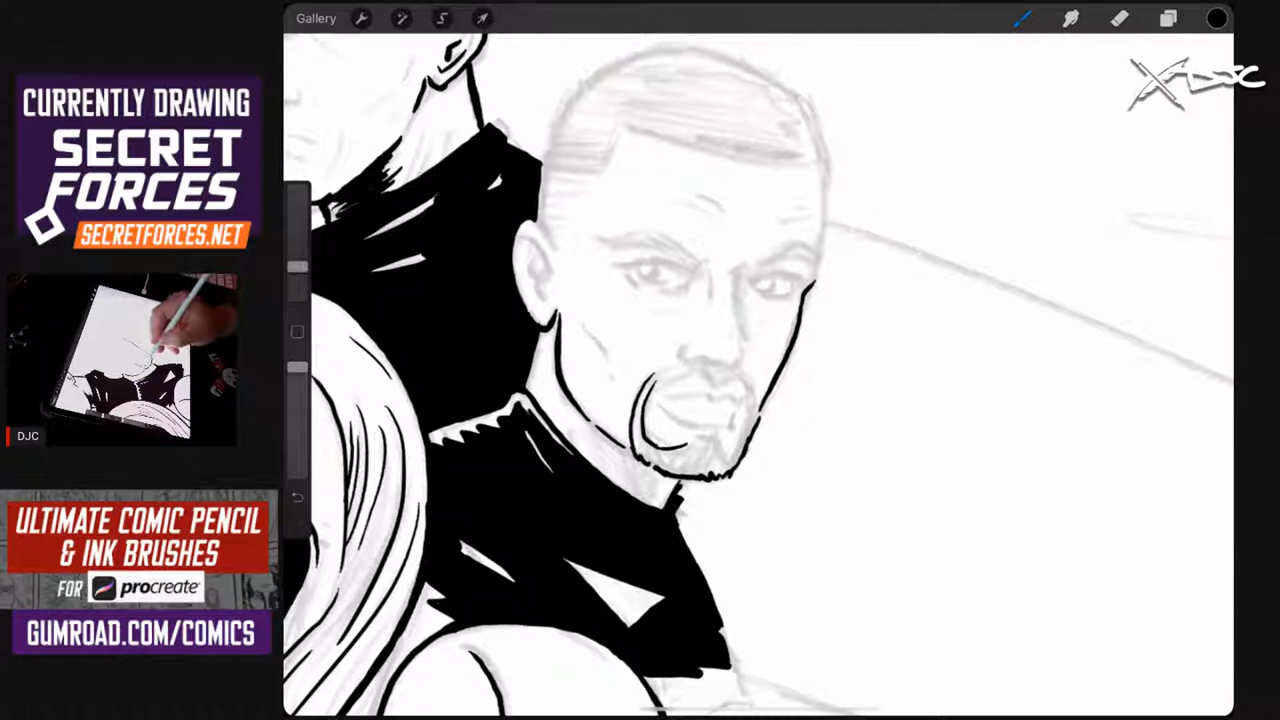 Gallery
CURRENTLY DRAWING
SECRET
FORCES
SECRETFORCES.NET
DJC
ULTIMATE COMIC PENCIL
& INK BRUSHES
FOR procreate
GUMROAD.COM/COMICS